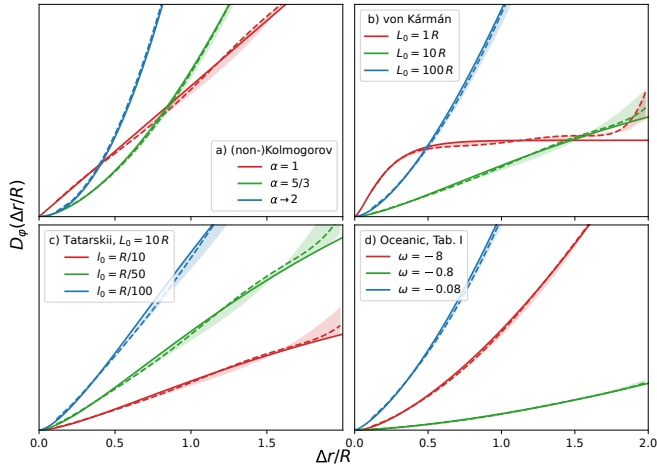 a) (non-)Kolmogorov
α = 1
α = 5/3
α → 2
b) von Kármán
L₀ = 1 R
L₀ = 10 R
L₀ = 100 R
c) Tatarskii, L₀ = 10 R
l₀ = R/10
l₀ = R/50
l₀ = R/100
d) Oceanic, Tab. I
ω = −8
ω = −0.8
ω = −0.08
D_φ(Δr/R)
0.0 0.5 1.0 1.5
0.0 0.5 1.0 1.5 2.0
Δr/R